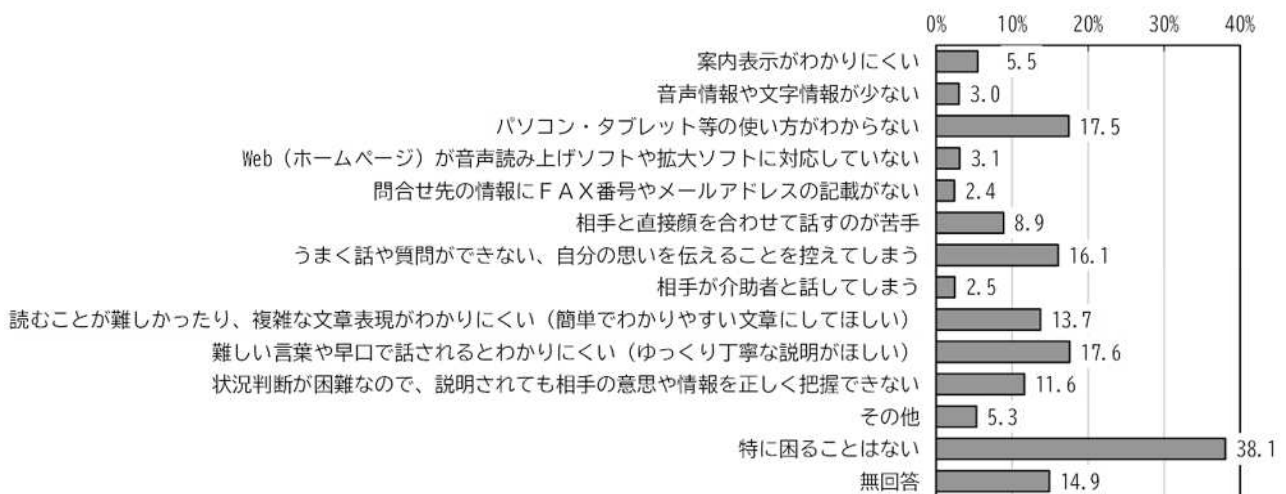 0% 10% 20% 30% 40%
案内表示がわかりにくい 5.5
音声情報や文字情報が少ない 3.0
パソコン・タブレット等の使い方がわからない 17.5
Web（ホームページ）が音声読み上げソフトや拡大ソフトに対応していない 3.1
問合せ先の情報にＦＡＸ番号やメールアドレスの記載がない 2.4
相手と直接顔を合わせて話すのが苦手 8.9
うまく話や質問ができない、自分の思いを伝えることを控えてしまう 16.1
相手が介助者と話してしまう 2.5
読むことが難しかったり、複雑な文章表現がわかりにくい（簡単でわかりやすい文章にしてほしい） 13.7
難しい言葉や早口で話されるとわかりにくい（ゆっくり丁寧な説明がほしい） 17.6
状況判断が困難なので、説明されても相手の意思や情報を正しく把握できない 11.6
その他 5.3
特に困ることはない 38.1
無回答 14.9